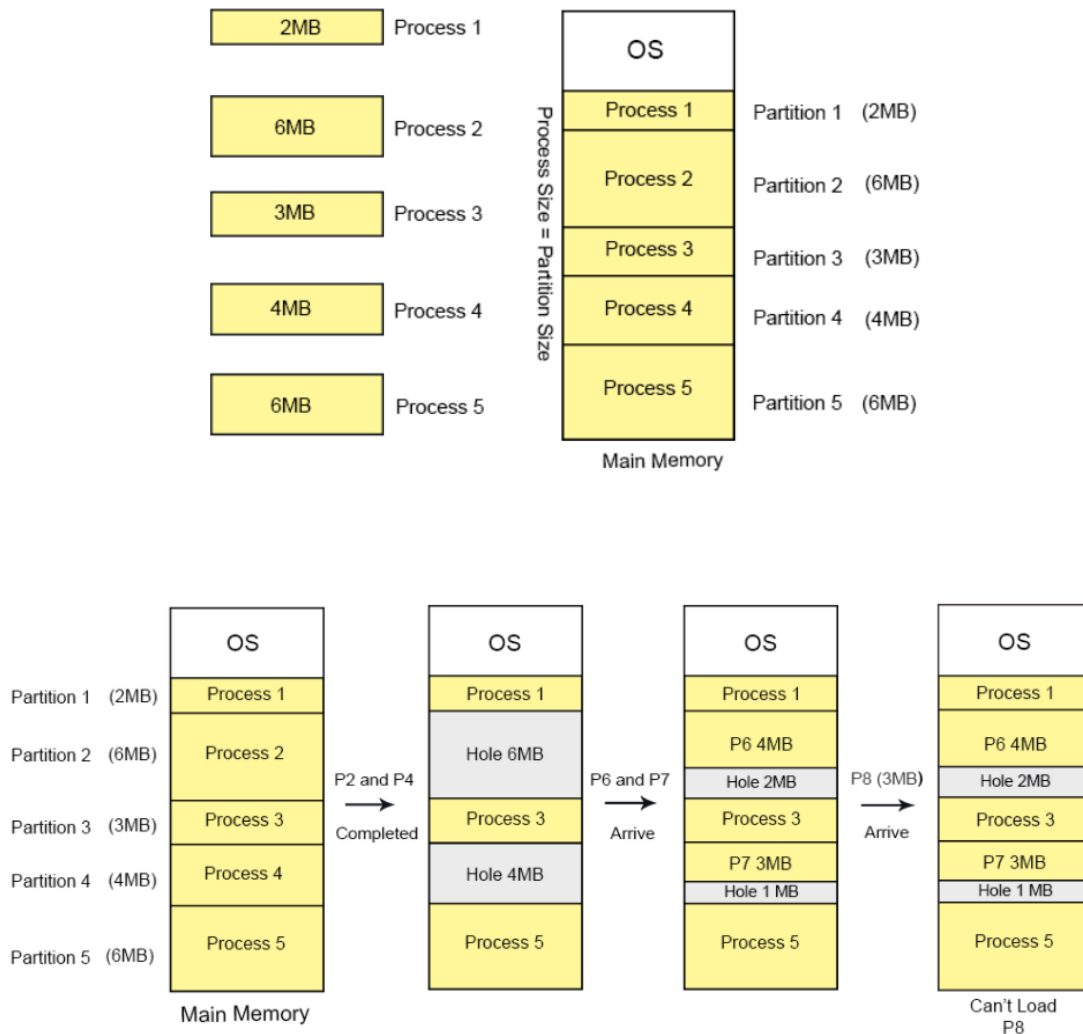 2MB Process 1
6MB Process 2
3MB Process 3
4MB Process 4
6MB Process 5
Process Size = Partition Size
OS
Process 1 Partition 1 (2MB)
Process 2 Partition 2 (6MB)
Process 3 Partition 3 (3MB)
Process 4 Partition 4 (4MB)
Process 5 Partition 5 (6MB)
Main Memory
Partition 1 (2MB)
Partition 2 (6MB)
Partition 3 (3MB)
Partition 4 (4MB)
Partition 5 (6MB)
OS
Process 1
Process 2
Process 3
Process 4
Process 5
Main Memory
P2 and P4
Completed
OS
Process 1
Hole 6MB
Process 3
Hole 4MB
Process 5
P6 and P7
Arrive
OS
Process 1
P6 4MB
Hole 2MB
Process 3
P7 3MB
Hole 1 MB
Process 5
P8 (3MB)
Arrive
OS
Process 1
P6 4MB
Hole 2MB
Process 3
P7 3MB
Hole 1 MB
Process 5
Can't Load
P8